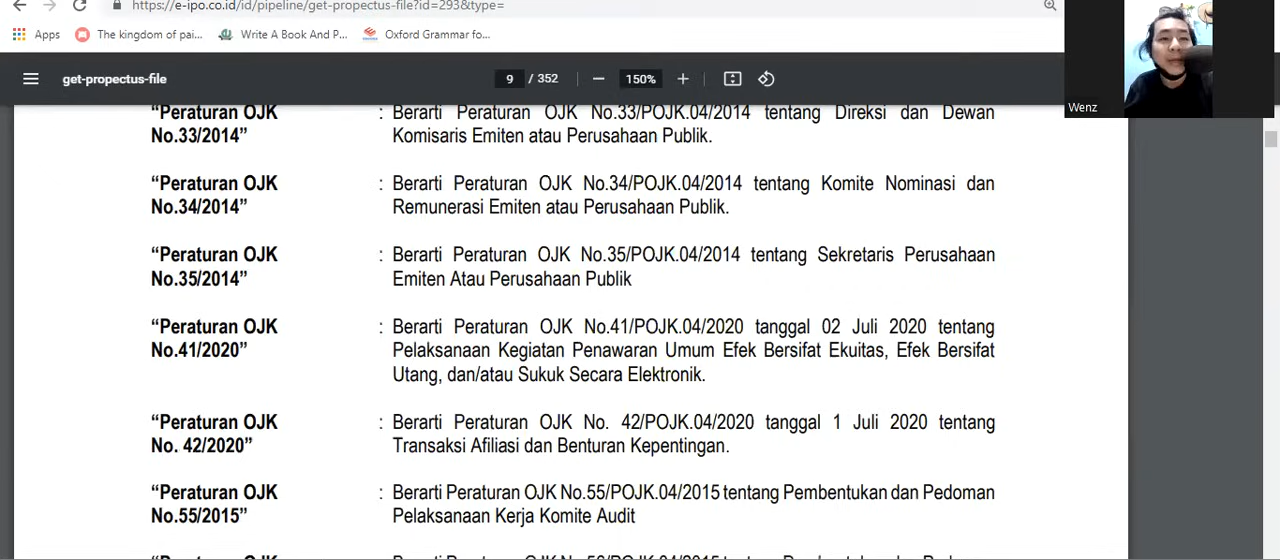 https://e-ipo.co.id/id/pipeline/get-propectus-file?id=293&type=
Apps The kingdom of pai... Write A Book And P... Oxford Grammar fo...
get-propectus-file 9 / 352 150%
Wenz
“Peraturan OJK : Berarti Peraturan OJK No.33/POJK.04/2014 tentang Direksi dan Dewan
No.33/2014” Komisaris Emiten atau Perusahaan Publik.
“Peraturan OJK : Berarti Peraturan OJK No.34/POJK.04/2014 tentang Komite Nominasi dan
No.34/2014” Remunerasi Emiten atau Perusahaan Publik.
“Peraturan OJK : Berarti Peraturan OJK No.35/POJK.04/2014 tentang Sekretaris Perusahaan
No.35/2014” Emiten Atau Perusahaan Publik
“Peraturan OJK : Berarti Peraturan OJK No.41/POJK.04/2020 tanggal 02 Juli 2020 tentang
No.41/2020” Pelaksanaan Kegiatan Penawaran Umum Efek Bersifat Ekuitas, Efek Bersifat
Utang, dan/atau Sukuk Secara Elektronik.
“Peraturan OJK : Berarti Peraturan OJK No. 42/POJK.04/2020 tanggal 1 Juli 2020 tentang
No. 42/2020” Transaksi Afiliasi dan Benturan Kepentingan.
“Peraturan OJK : Berarti Peraturan OJK No.55/POJK.04/2015 tentang Pembentukan dan Pedoman
No.55/2015” Pelaksanaan Kerja Komite Audit